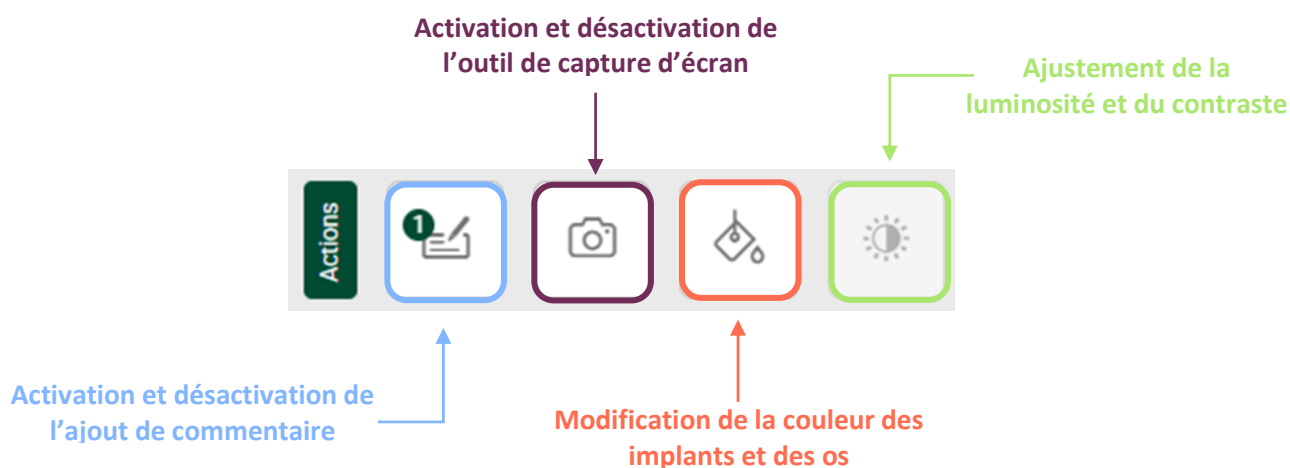 Activation et désactivation de
l’outil de capture d’écran
Ajustement de la
luminosité et du contraste
Actions
1
Activation et désactivation de
l’ajout de commentaire
Modification de la couleur des
implants et des os